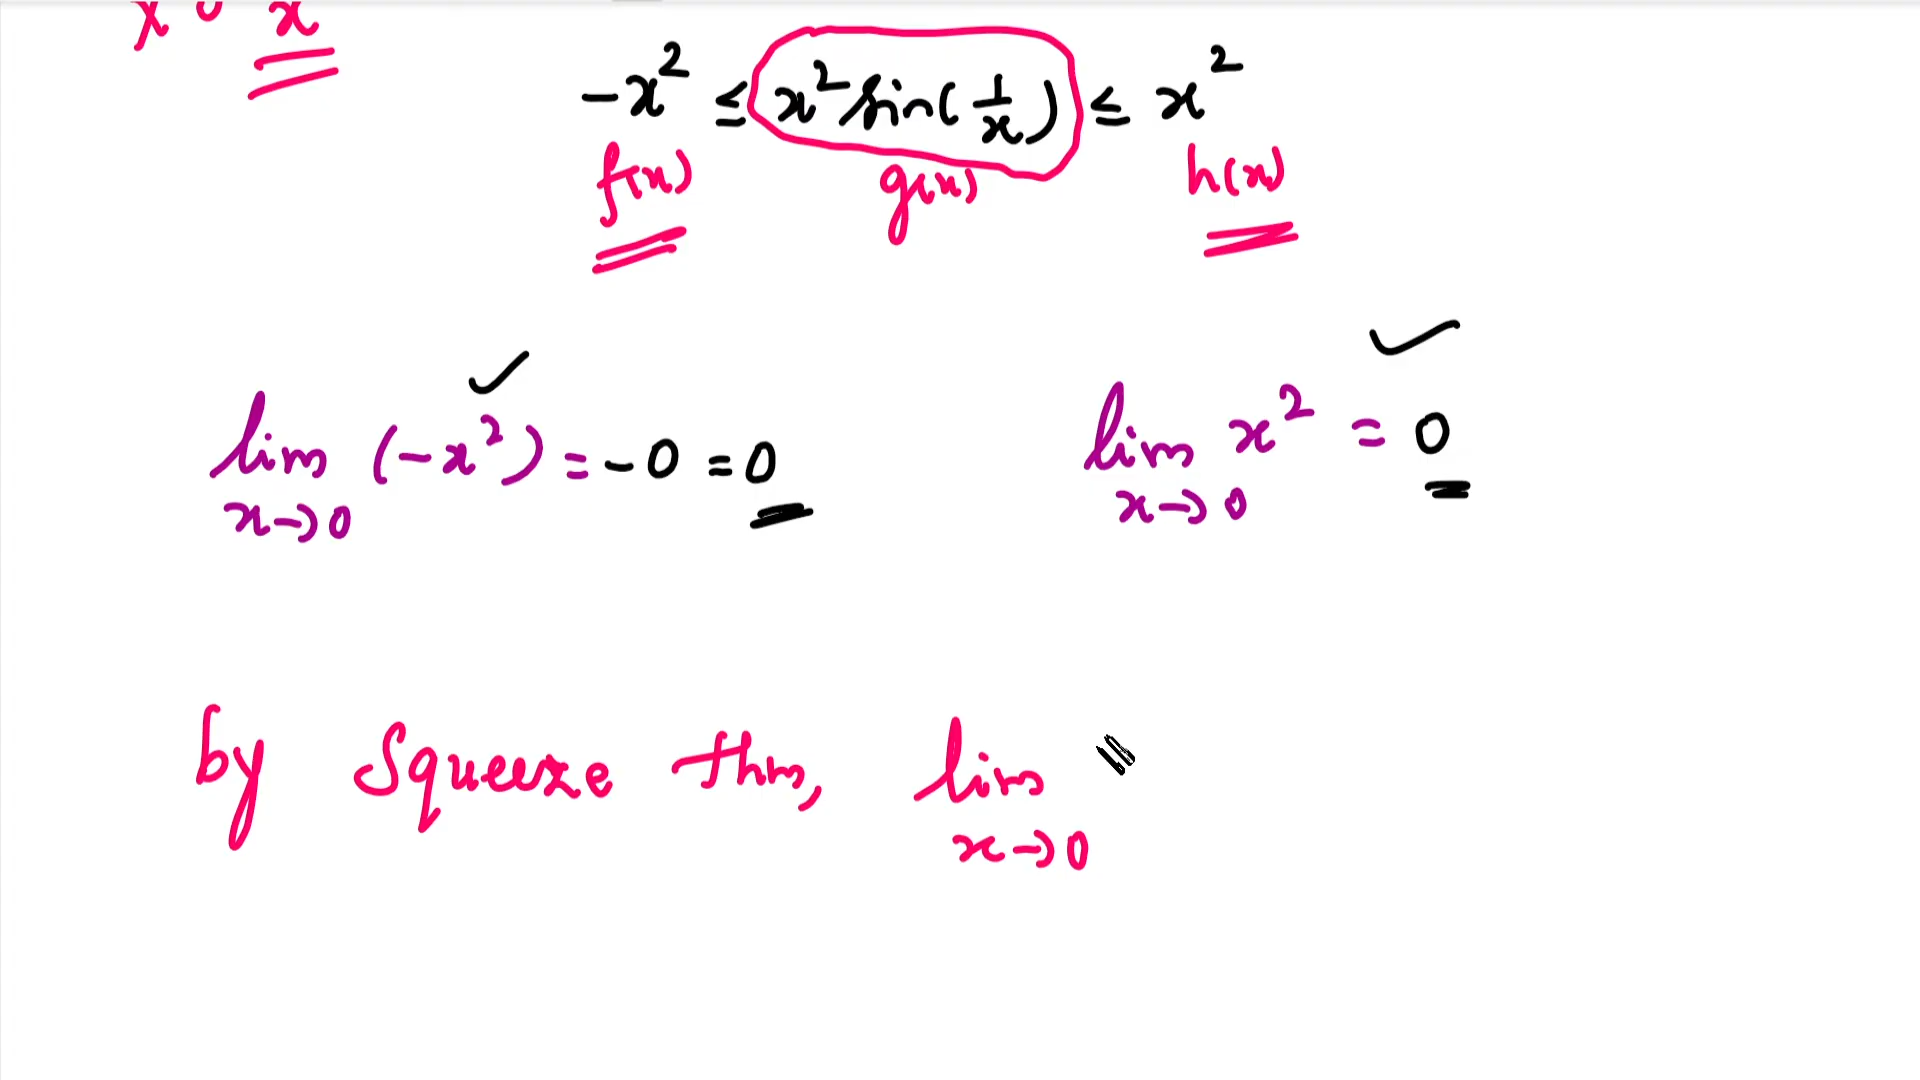 x
-x² ≤ x² sin(1/x) ≤ x²
f(x) g(x) h(x)
lim (-x²) = -0 = 0 lim x² = 0
x→0 x→0
by Squeeze thm, lim
x→0